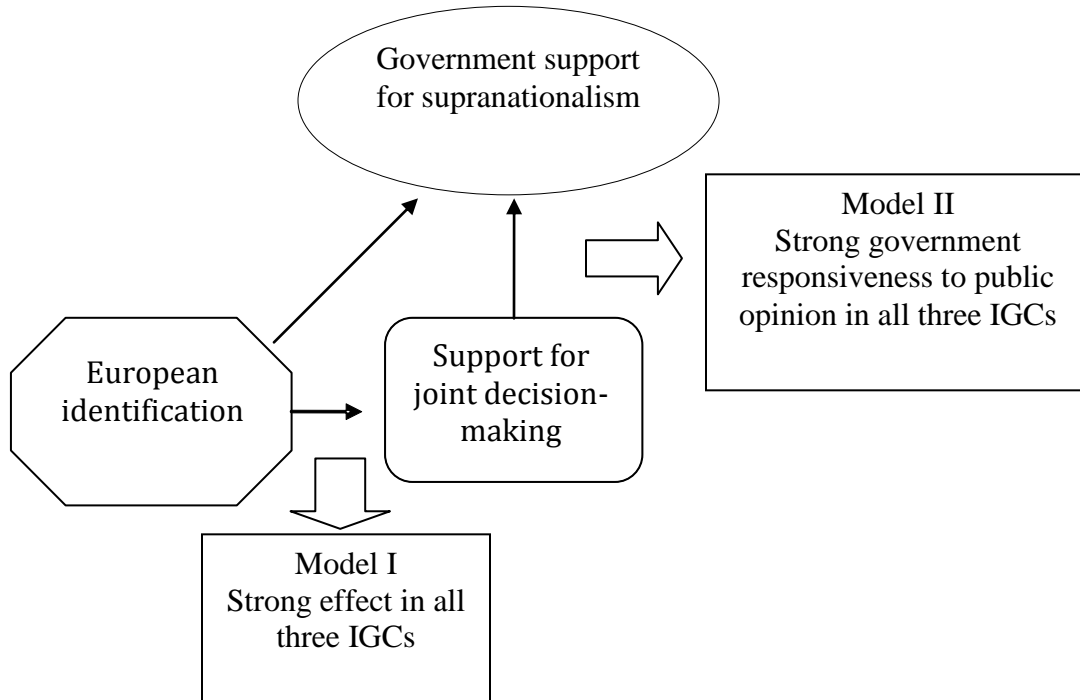 Government support
for supranationalism
Model II
Strong government
responsiveness to public
opinion in all three IGCs
European
identification
Support for
joint decision-
making
Model I
Strong effect in all
three IGCs